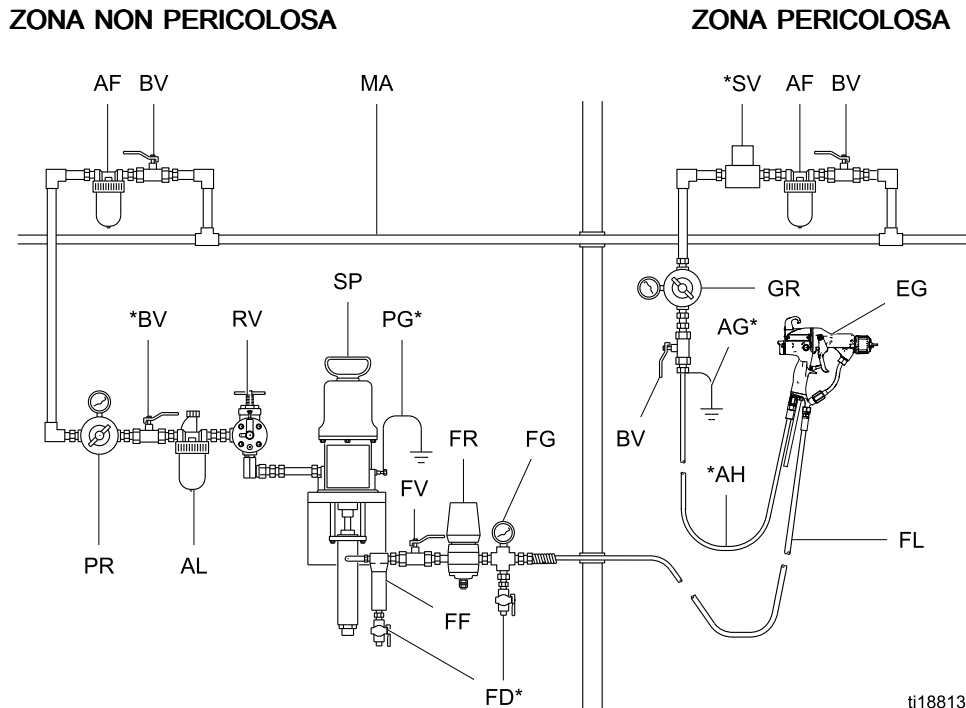 ZONA NON PERICOLOSA
ZONA PERICOLOSA
AF BV MA *SV AF BV
SP GR EG
*BV RV PG* AG*
FR FG BV
FV *AH
PR AL FL
FF
FD*
ti18813